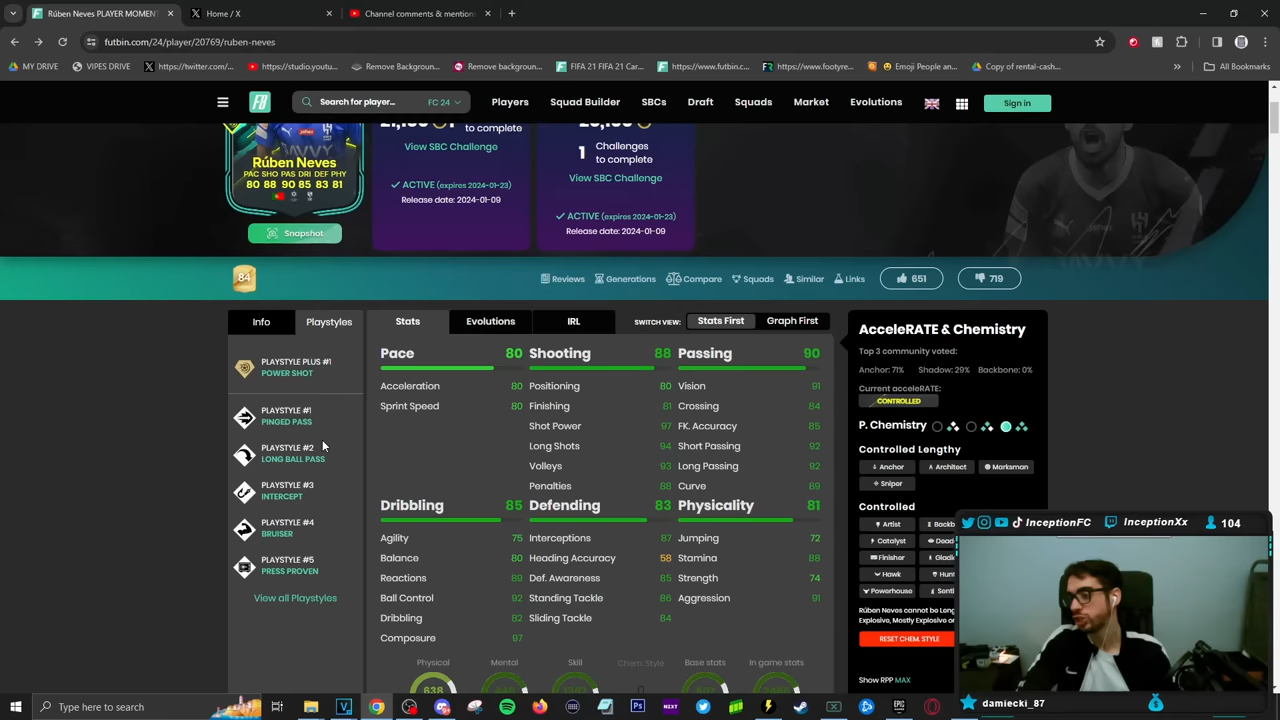 Rúben Neves PLAYER MOMENT
Home / X
Channel comments & mention
futbin.com/24/player/20769/ruben-neves
MY DRIVE
VIPES DRIVE
https://twitter.com/...
https://studio.youtu...
Remove Backgroun...
Remove backgroun...
FIFA 21 FIFA 21 Car...
https://www.futbin.c...
https://www.footyre...
Emoji People an...
Copy of rental-cash...
»
All Bookmarks
Search for player...
FC 24
Players
Squad Builder
SBCs
Draft
Squads
Market
Evolutions
Sign in
Rúben Neves
PAC SHO PAS DRI DEF PHY
80 88 90 85 83 81
to complete
View SBC Challenge
ACTIVE (expires 2024-01-23)
Release date: 2024-01-09
1
Challenges
to complete
View SBC Challenge
ACTIVE (expires 2024-01-23)
Release date: 2024-01-09
Snapshot
84
Reviews
Generations
Compare
Squads
Similar
Links
651
719
Info
Playstyles
PLAYSTYLE PLUS #1
POWER SHOT
PLAYSTYLE #1
PINGED PASS
PLAYSTYLE #2
LONG BALL PASS
PLAYSTYLE #3
INTERCEPT
PLAYSTYLE #4
BRUISER
PLAYSTYLE #5
PRESS PROVEN
View all Playstyles
Stats
Evolutions
IRL
SWITCH VIEW:
Stats First
Graph First
Pace 80
Acceleration 80
Sprint Speed 80
Shooting 88
Positioning 80
Finishing 81
Shot Power 97
Long Shots 94
Volleys 93
Penalties 88
Passing 90
Vision 91
Crossing 84
FK. Accuracy 85
Short Passing 92
Long Passing 92
Curve 89
Dribbling 85
Agility 75
Balance 80
Reactions 89
Ball Control 92
Dribbling 82
Composure 97
Defending 83
Interceptions 87
Heading Accuracy 58
Def. Awareness 85
Standing Tackle 86
Sliding Tackle 84
Physicality 81
Jumping 72
Stamina 88
Strength 74
Aggression 91
Physical
Mental
Skill
Chem. Style
Base stats
In game stats
638
AcceleRATE & Chemistry
Top 3 community voted:
Anchor: 71%
Shadow: 29%
Backbone: 0%
Current acceleRATE:
CONTROLLED
P. Chemistry
Controlled Lengthy
Anchor
Architect
Marksman
Sniper
Controlled
Artist
Backb
Catalyst
Dead
Finisher
Gladi
Hawk
Hunt
Powerhouse
Senti
Rúben Neves cannot be Leng
Explosive, Mostly Explosive or
RESET CHEM. STYLE
Show RPP MAX
InceptionFC
InceptionXx
104
damiecki_87
Type here to search